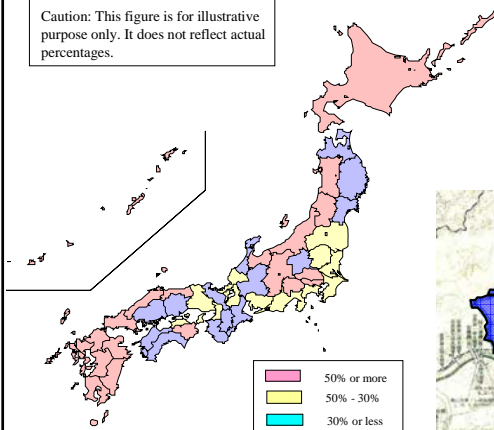 Caution: This figure is for illustrative
purpose only. It does not reflect actual
percentages.
50% or more
50% - 30%
30% or less